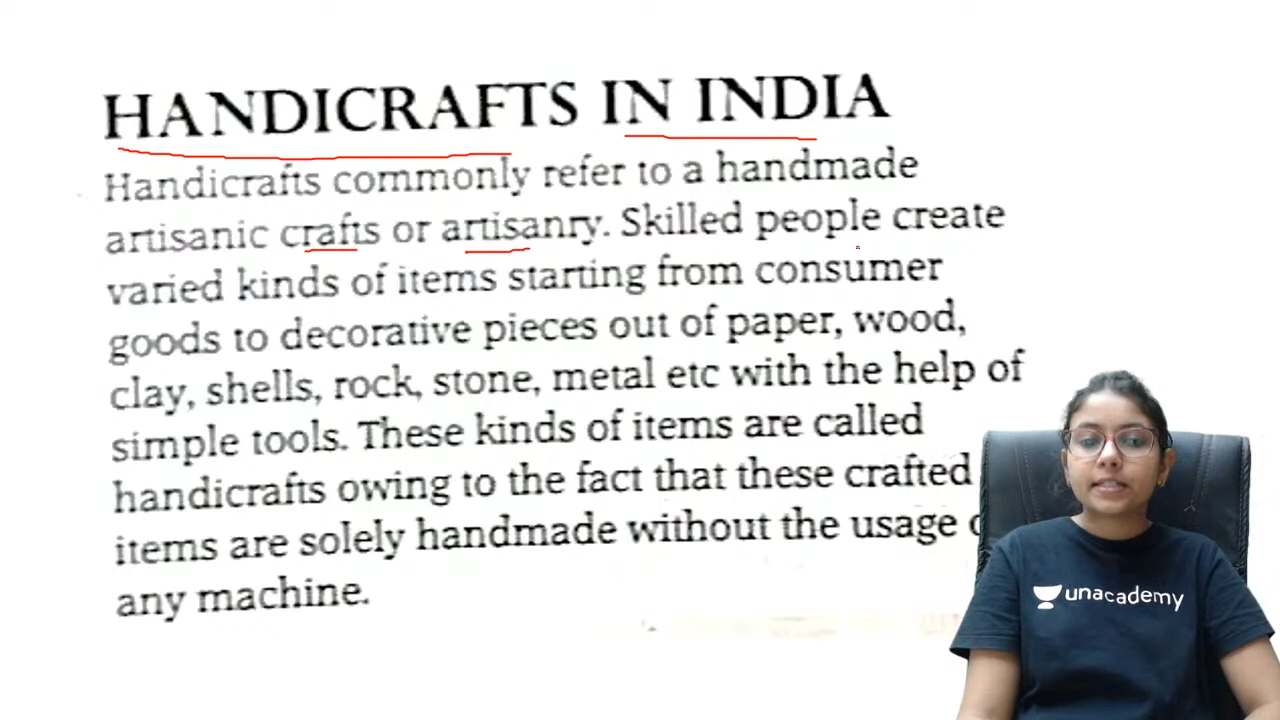 HANDICRAFTS IN INDIA
Handicrafts commonly refer to a handmade
artisanic crafts or artisanry. Skilled people create
varied kinds of items starting from consumer
goods to decorative pieces out of paper, wood,
clay, shells, rock, stone, metal etc with the help of
simple tools. These kinds of items are called
handicrafts owing to the fact that these crafted
items are solely handmade without the usage
any machine.
unacademy